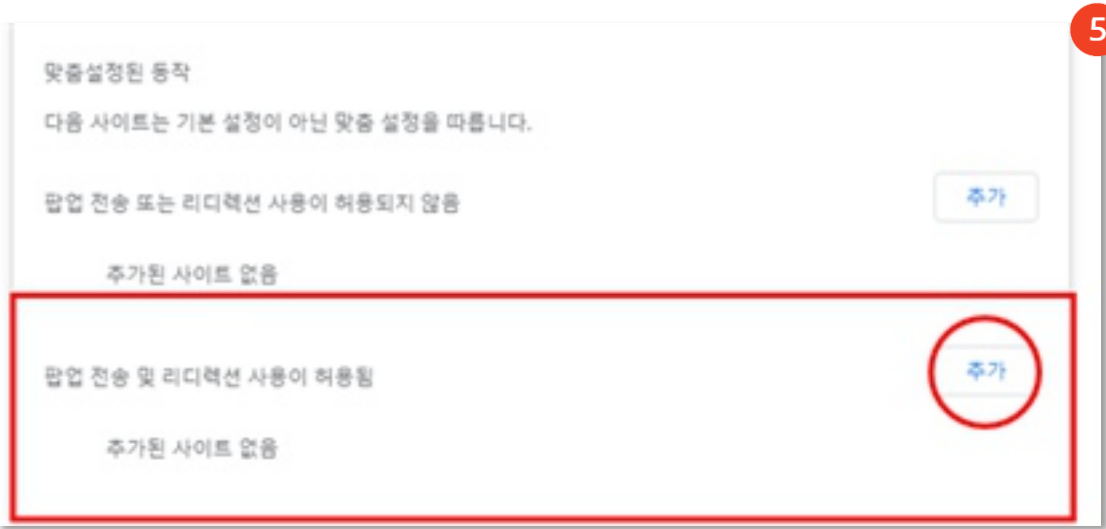 5
맞춤설정된 동작
다음 사이트는 기본 설정이 아닌 맞춤 설정을 따릅니다.
팝업 전송 또는 리디렉션 사용이 허용되지 않음
추가
추가된 사이트 없음
팝업 전송 및 리디렉션 사용이 허용됨
추가
추가된 사이트 없음